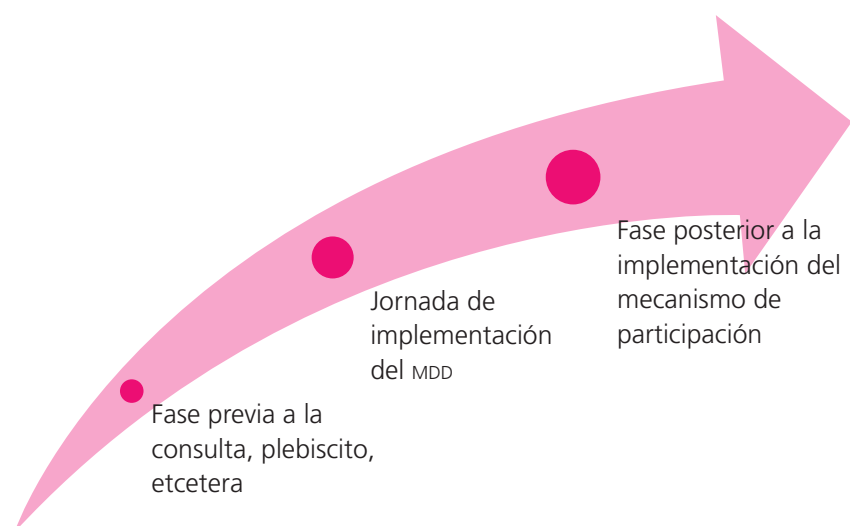 Fase previa a la
consulta, plebiscito,
etcetera
Jornada de
implementación
del MDD
Fase posterior a la
implementación del
mecanismo de
participación